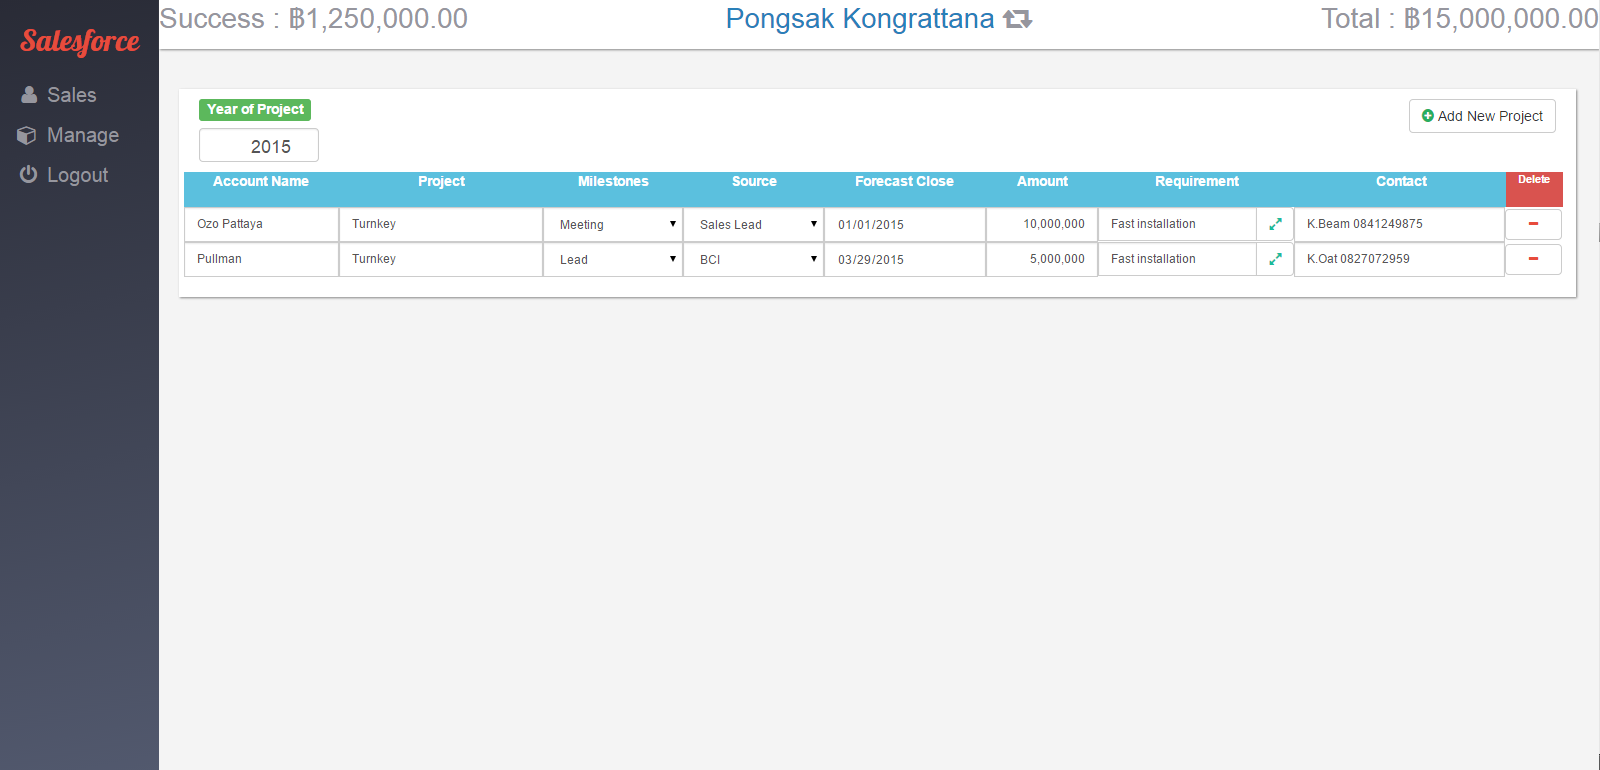 Success : ฿1,250,000.00 Pongsak Kongrattana Total : ฿15,000,000.00
Salesforce
Sales
Manage
Logout
Year of Project
Add New Project
2015
Account Name Project Milestones Source Forecast Close Amount Requirement Contact Delete
Ozo Pattaya Turnkey Meeting Sales Lead 01/01/2015 10,000,000 Fast installation K.Beam 0841249875
Pullman Turnkey Lead BCI 03/29/2015 5,000,000 Fast installation K.Oat 0827072959